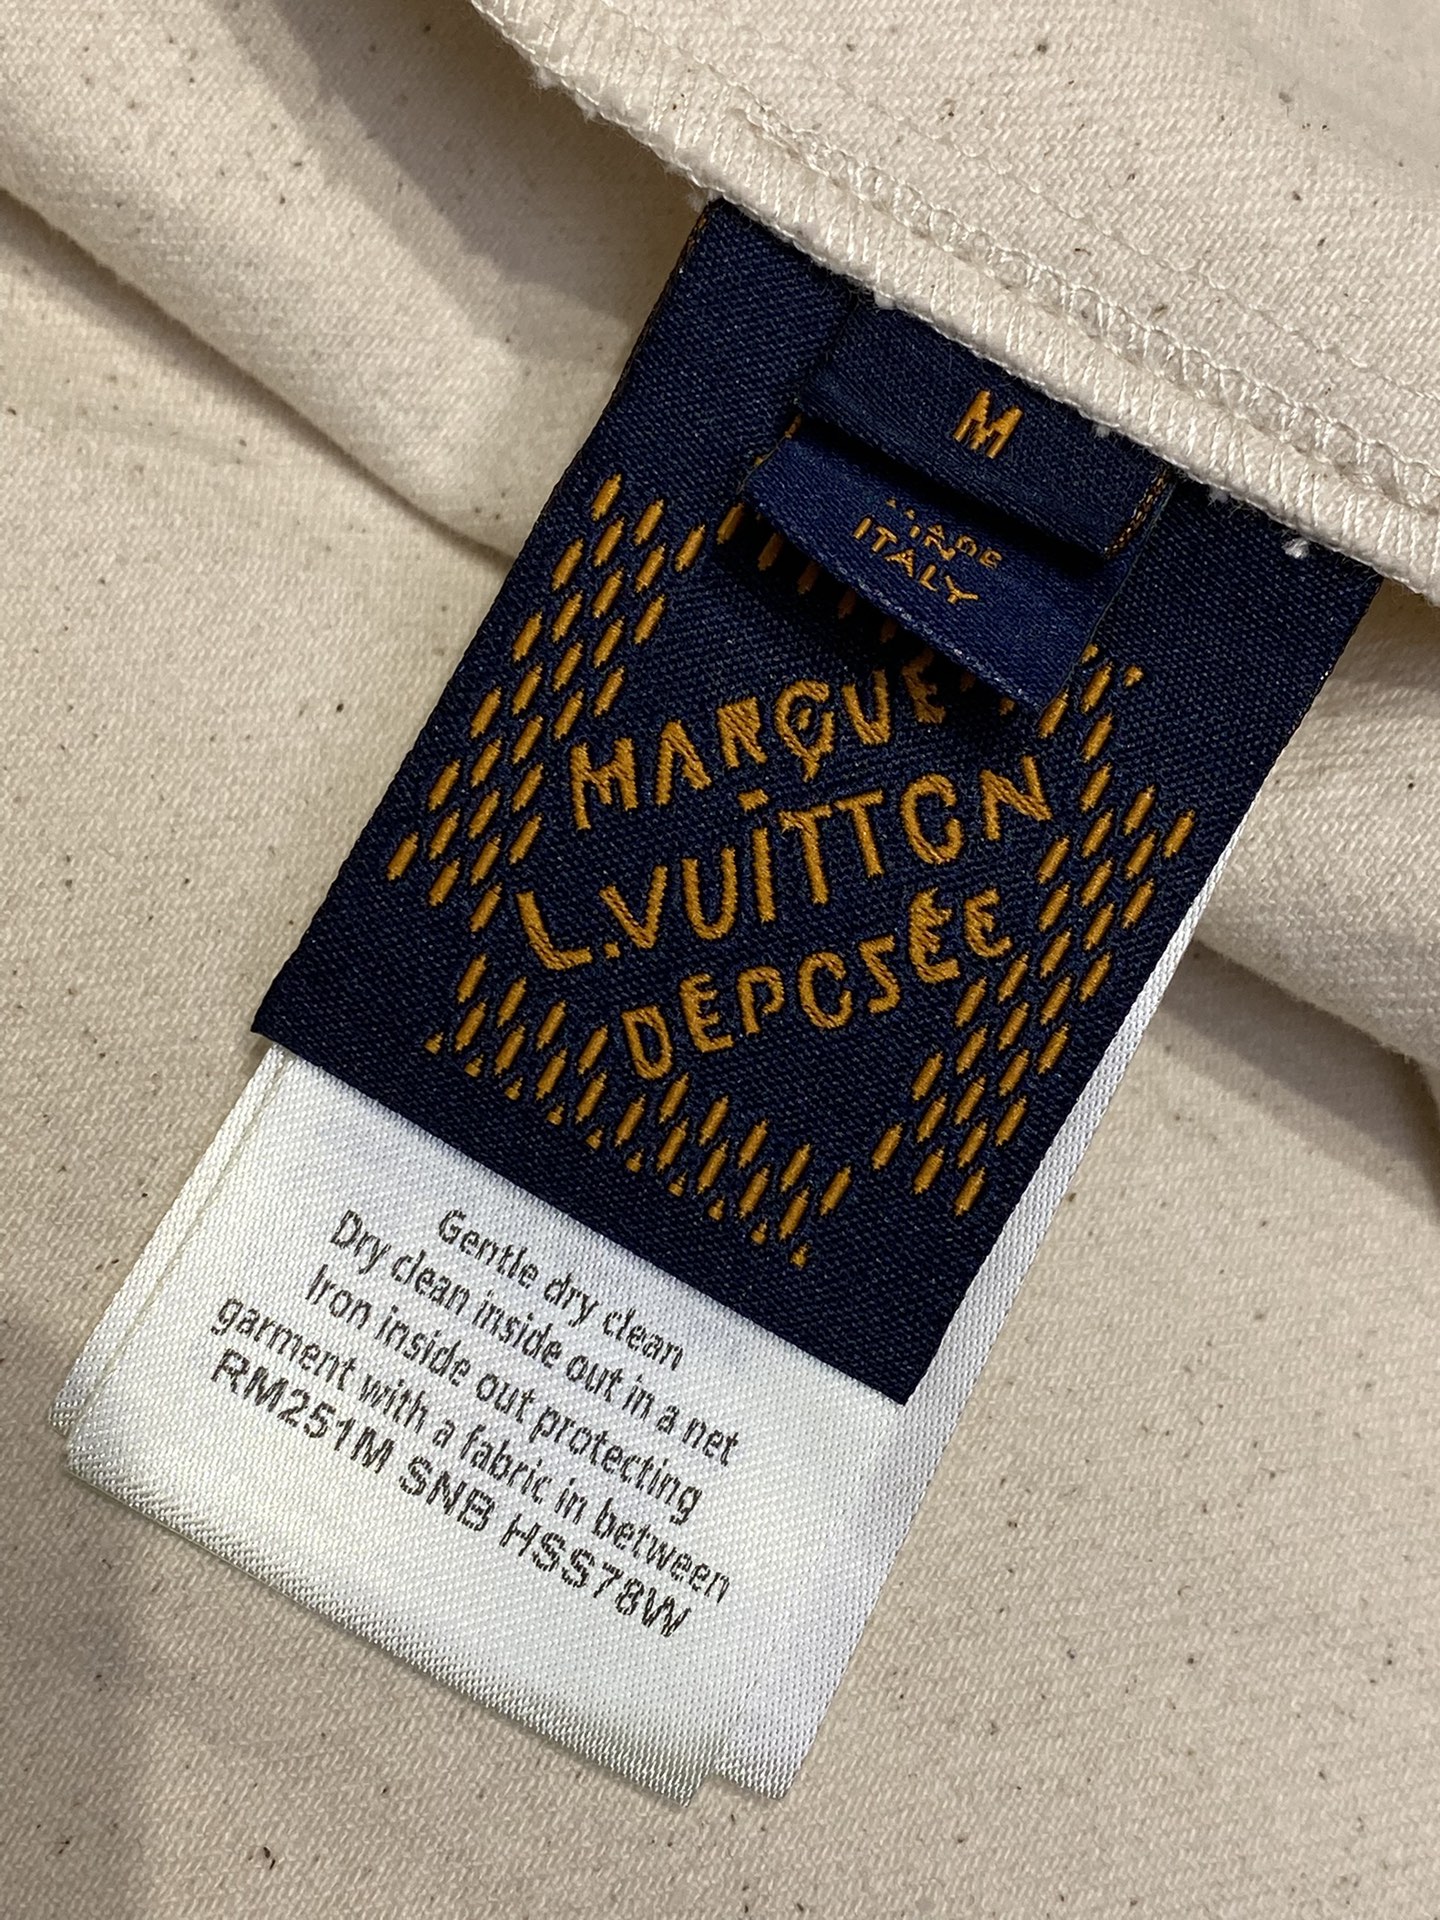 M
MADE
IN
ITALY
MARQUE
L.VUITTON
DEPOSÉE
Gentle dry clean
Dry clean inside out in a net
Iron inside out protecting
garment with a fabric in between
RM251M SNB HSS78W